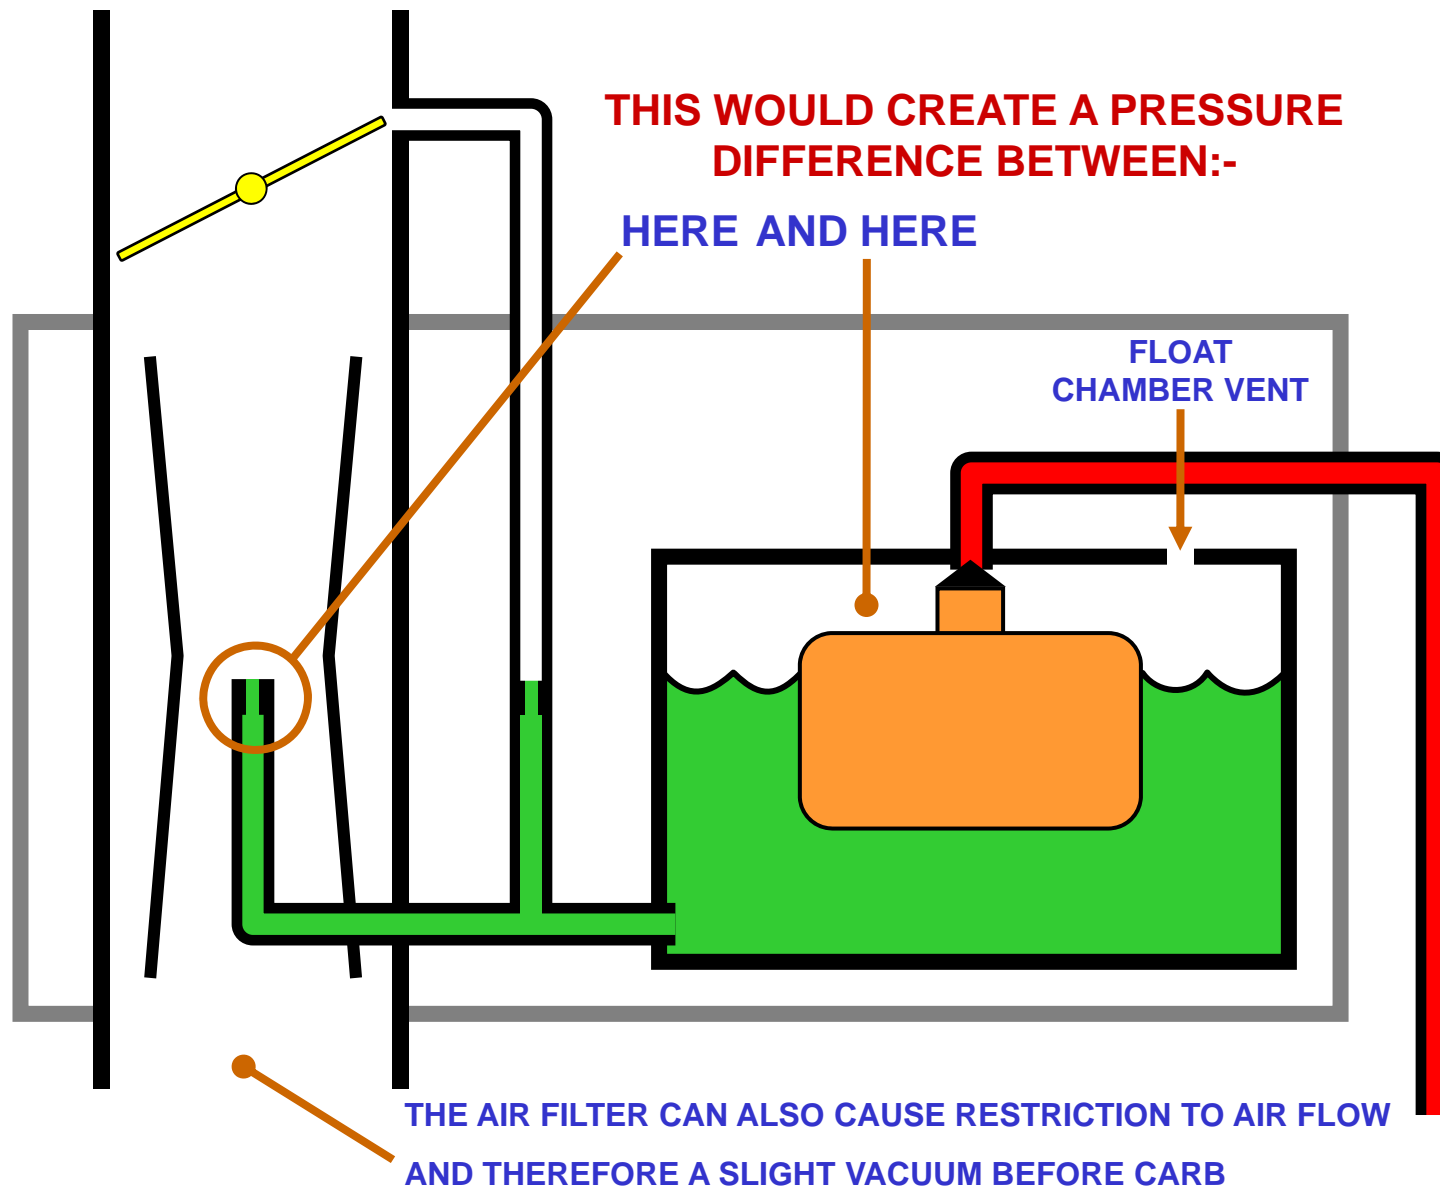 THIS WOULD CREATE A PRESSURE
DIFFERENCE BETWEEN:-
HERE AND HERE
FLOAT
CHAMBER VENT
THE AIR FILTER CAN ALSO CAUSE RESTRICTION TO AIR FLOW
AND THEREFORE A SLIGHT VACUUM BEFORE CARB